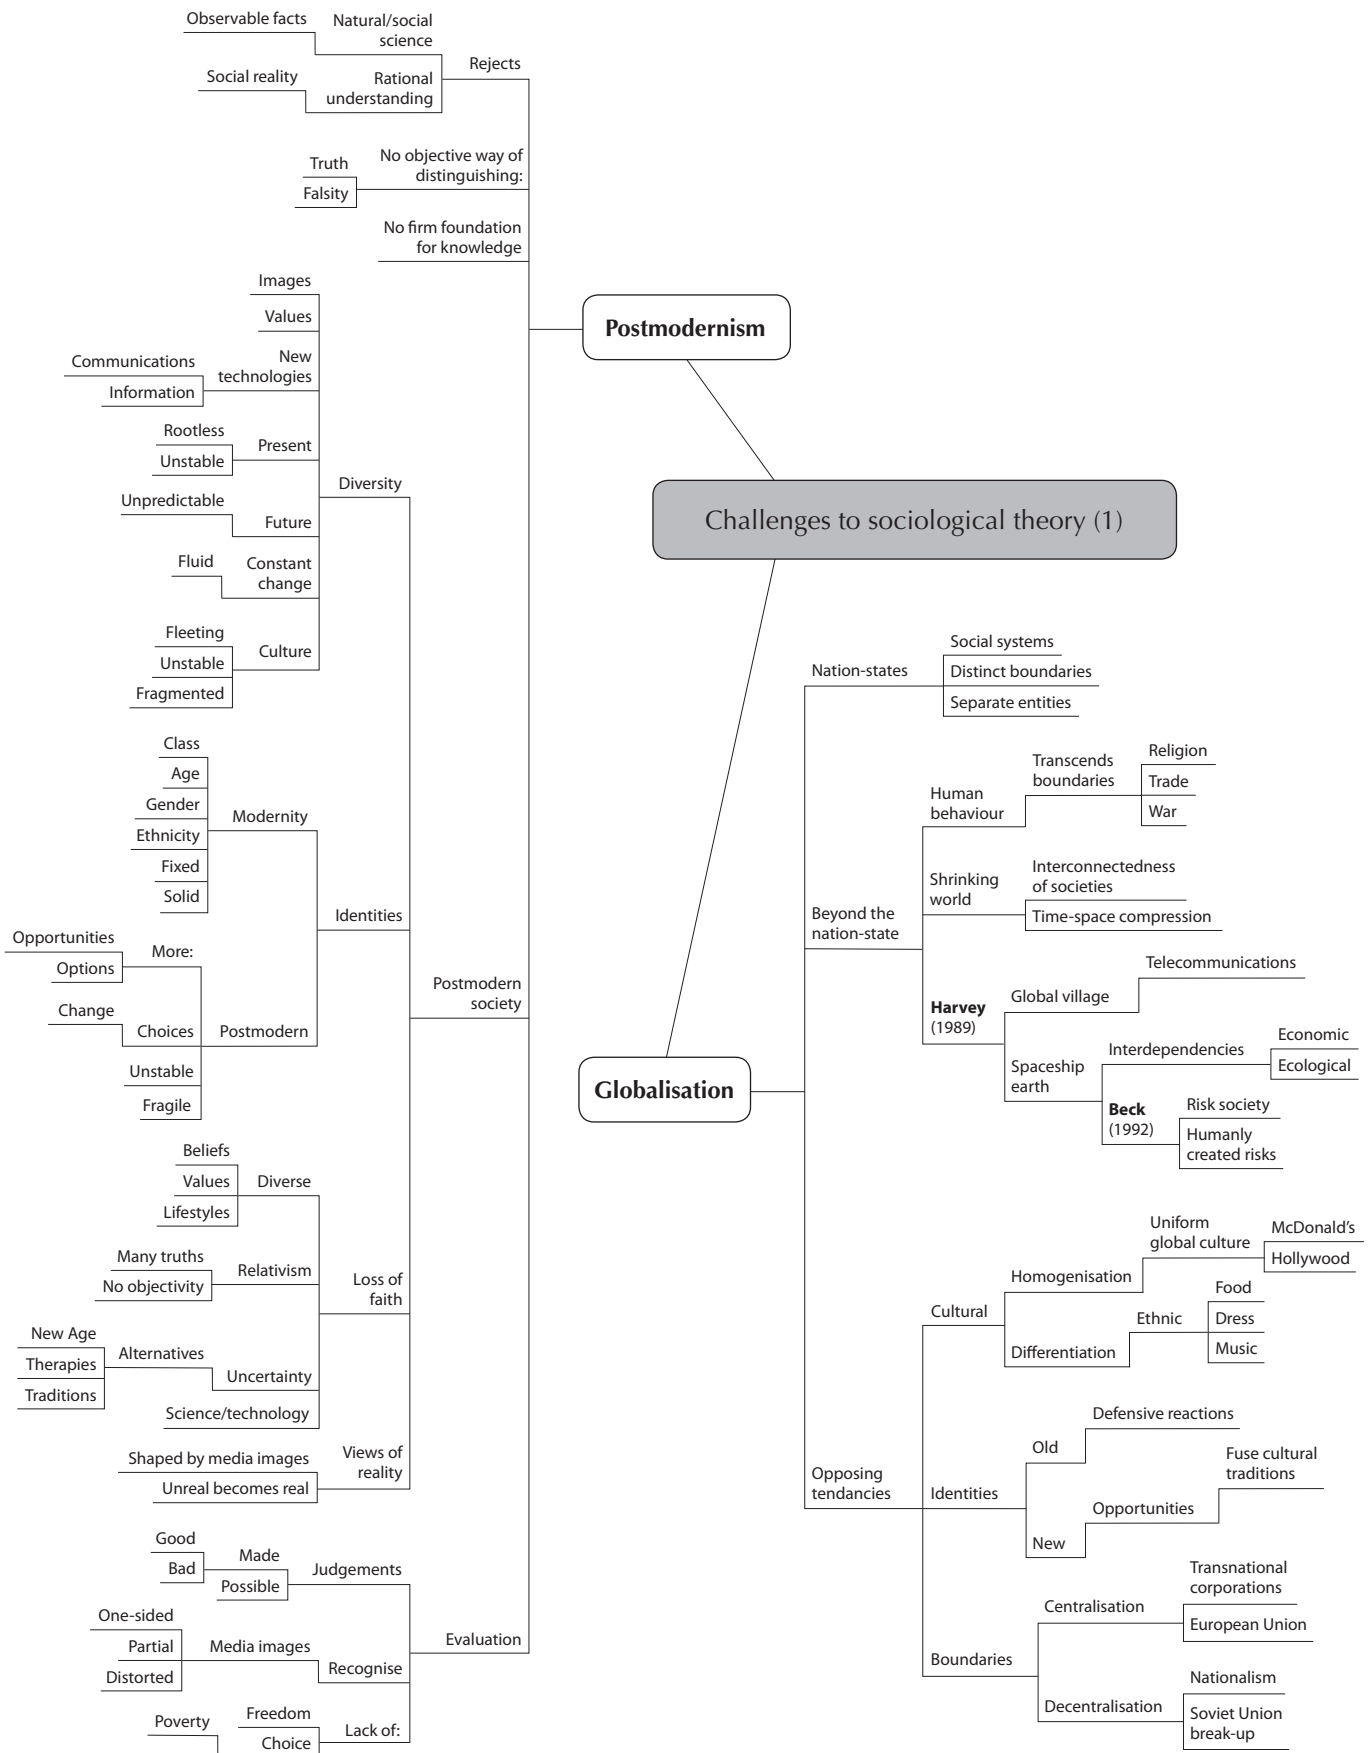 Observable facts
Natural/social
science
Rejects
Social reality
Rational
understanding
Truth
Falsity
No objective way of
distinguishing:
No firm foundation
for knowledge
Postmodernism
Images
Values
Communications
Information
New
technologies
Rootless
Unstable
Present
Unpredictable
Future
Fluid
Constant
change
Fleeting
Unstable
Fragmented
Culture
Diversity
Class
Age
Gender
Ethnicity
Fixed
Solid
Modernity
Opportunities
Options
More:
Change
Choices
Unstable
Fragile
Postmodern
Identities
Postmodern
society
Beliefs
Values
Lifestyles
Diverse
Many truths
No objectivity
Relativism
New Age
Therapies
Traditions
Alternatives
Uncertainty
Science/technology
Loss of
faith
Shaped by media images
Unreal becomes real
Views of
reality
Good
Bad
Made
Possible
Judgements
One-sided
Partial
Distorted
Media images
Recognise
Poverty
Freedom
Choice
Lack of:
Evaluation
Challenges to sociological theory (1)
Globalisation
Nation-states
Social systems
Distinct boundaries
Separate entities
Beyond the
nation-state
Human
behaviour
Transcends
boundaries
Religion
Trade
War
Shrinking
world
Interconnectedness
of societies
Time-space compression
Harvey
(1989)
Global village
Telecommunications
Spaceship
earth
Interdependencies
Economic
Ecological
Beck
(1992)
Risk society
Humanly
created risks
Opposing
tendancies
Cultural
Homogenisation
Uniform
global culture
McDonald's
Hollywood
Differentiation
Ethnic
Food
Dress
Music
Identities
Old
Defensive reactions
New
Opportunities
Fuse cultural
traditions
Boundaries
Centralisation
Transnational
corporations
European Union
Decentralisation
Nationalism
Soviet Union
break-up